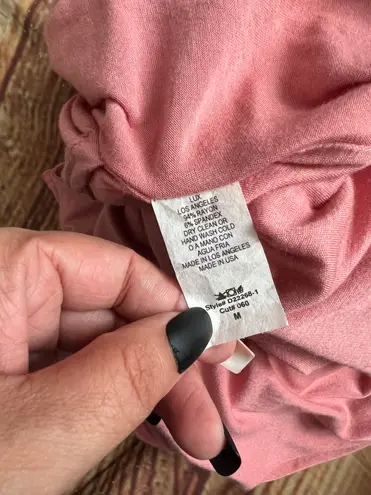 LUX
LOS ANGELES
94% RAYON
6% SPANDEX
DRY CLEAN OR
HAND WASH COLD
O A MANO CON
AGUA FRIA
MADE IN LOS ANGELES
MADE IN USA
Style# D22268-1
Cut# 060
M